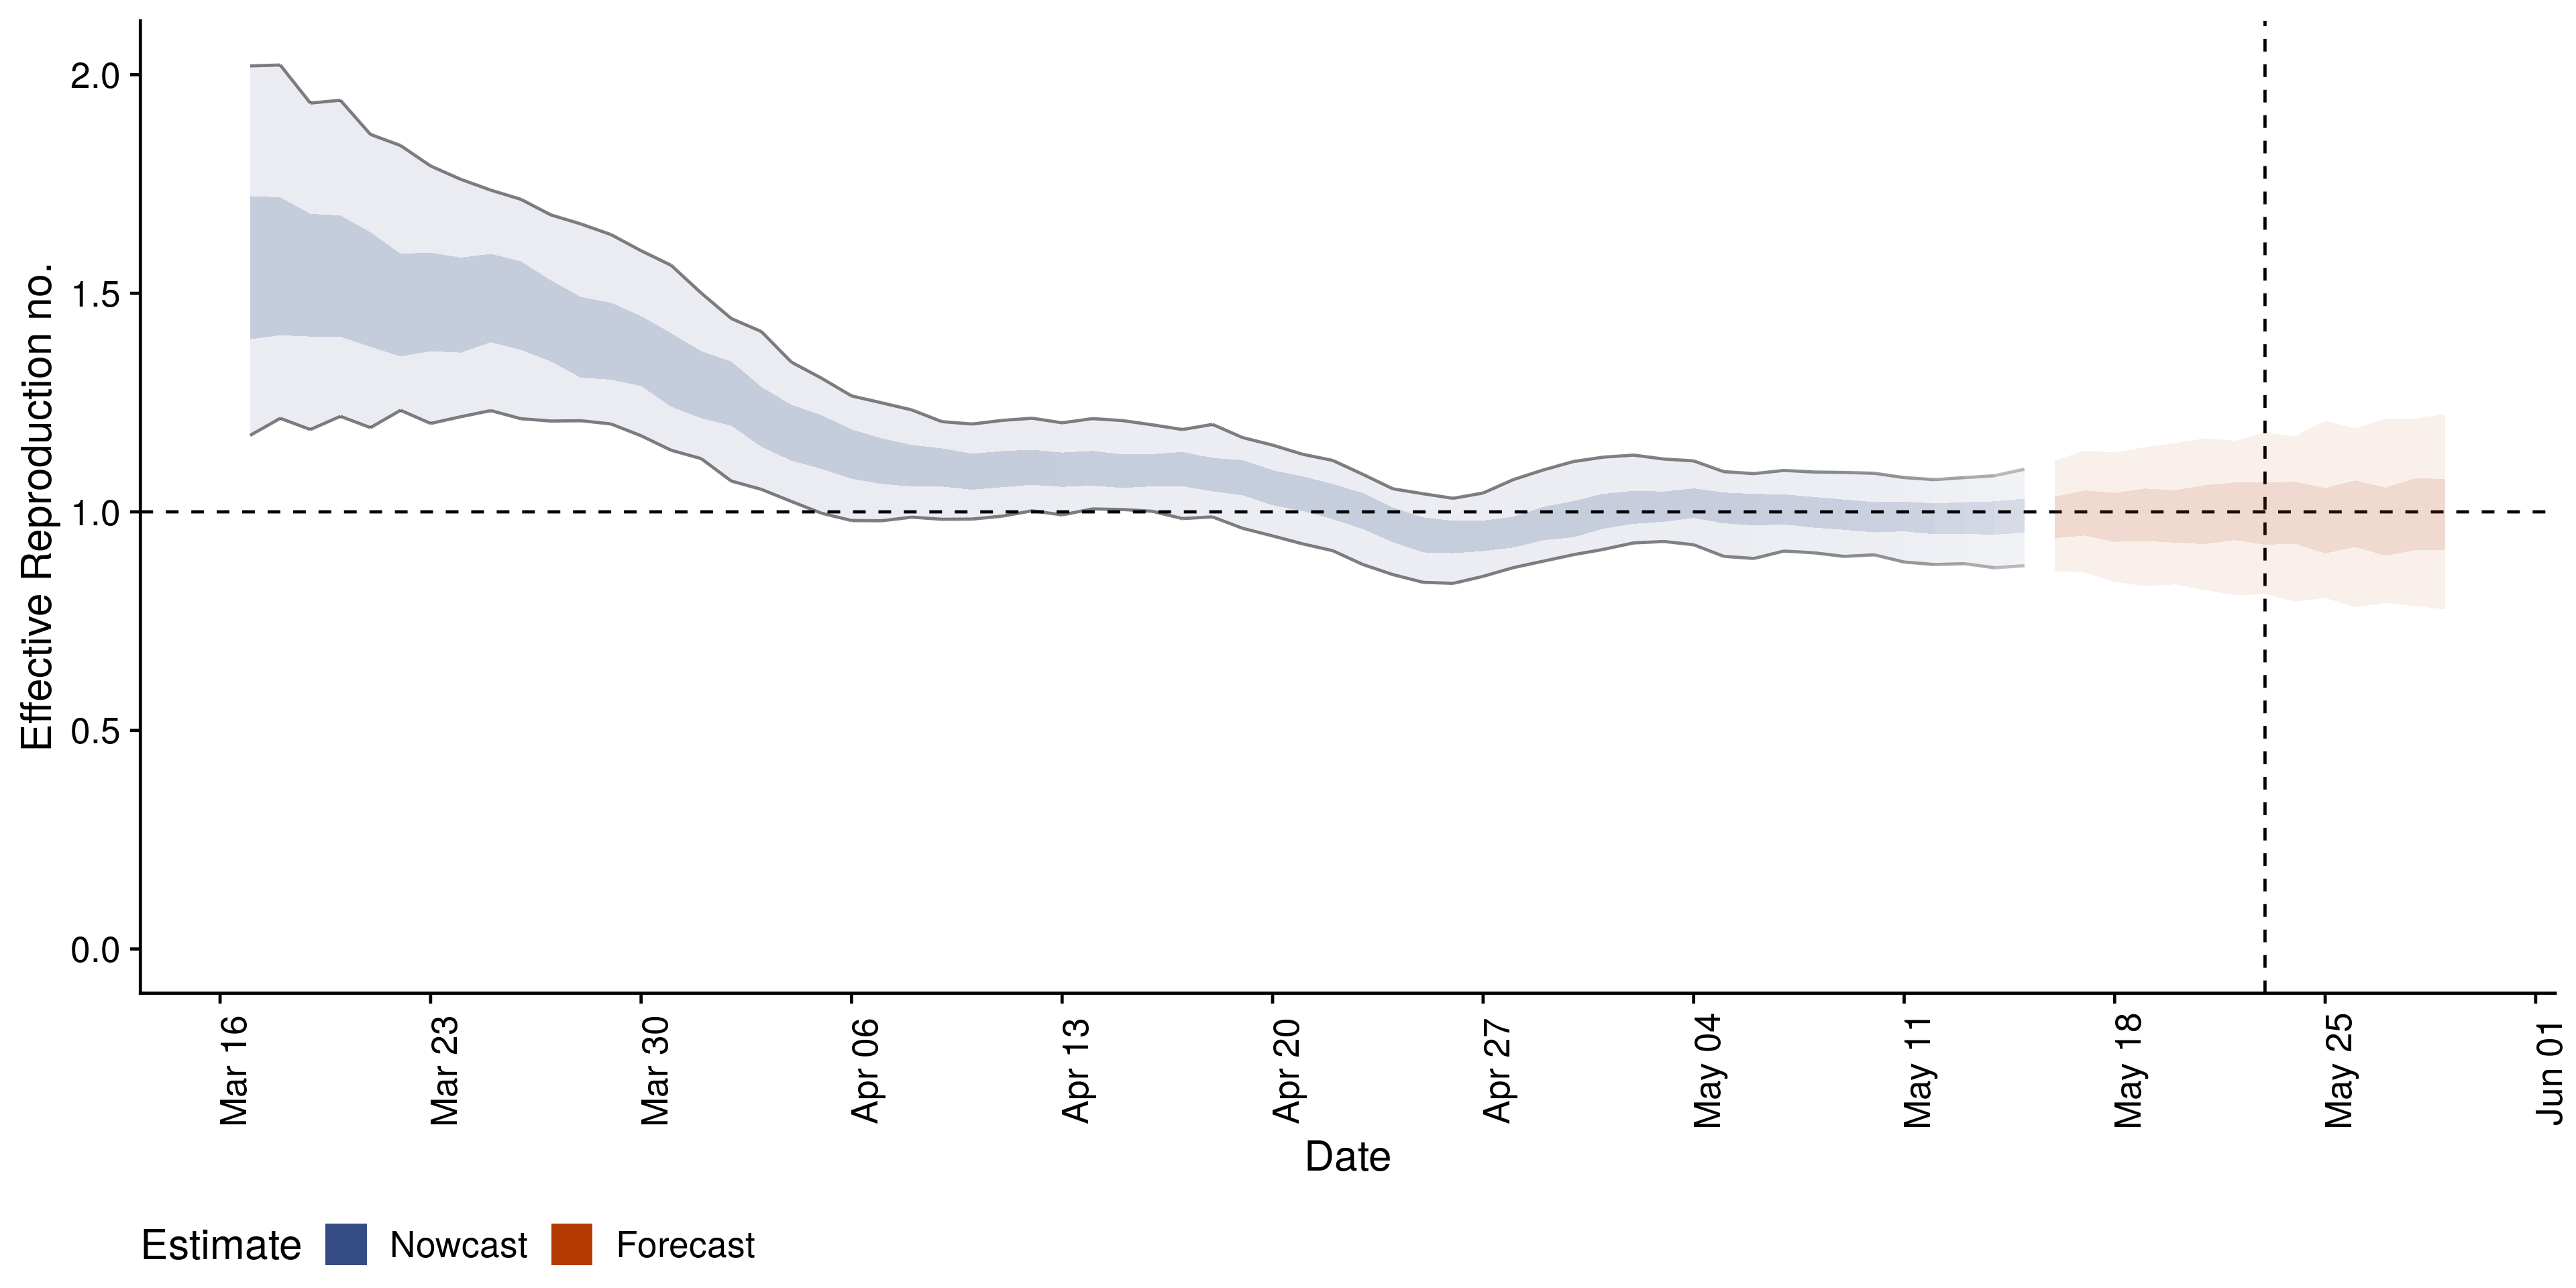 Effective Reproduction no.
2.0
1.5
1.0
0.5
0.0
Mar 16
Mar 23
Mar 30
Apr 06
Apr 13
Apr 20
Apr 27
May 04
May 11
May 18
May 25
Jun 01
Date
Estimate Nowcast Forecast